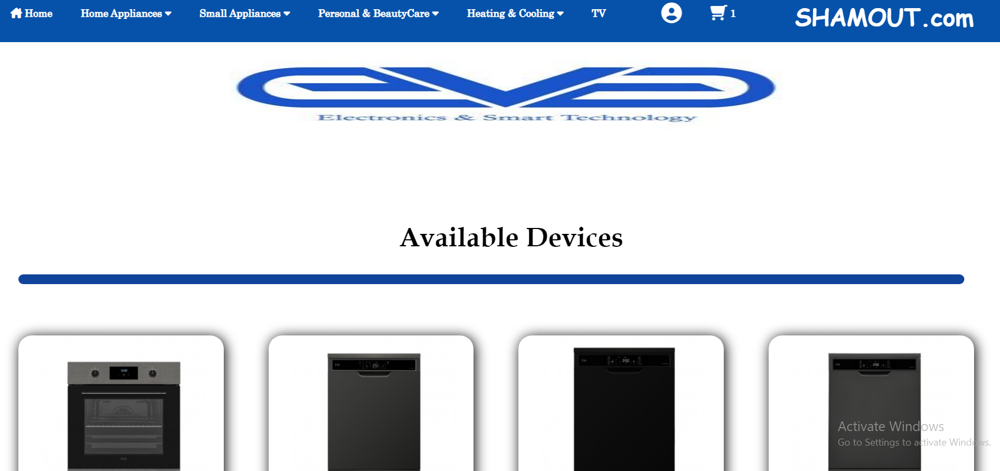 Home Home Appliances Small Appliances Personal & BeautyCare Heating & Cooling TV 1 SHAMOUT.com
Electronics & Smart Technology
Available Devices
Activate Windows
Go to Settings to activate Windows.